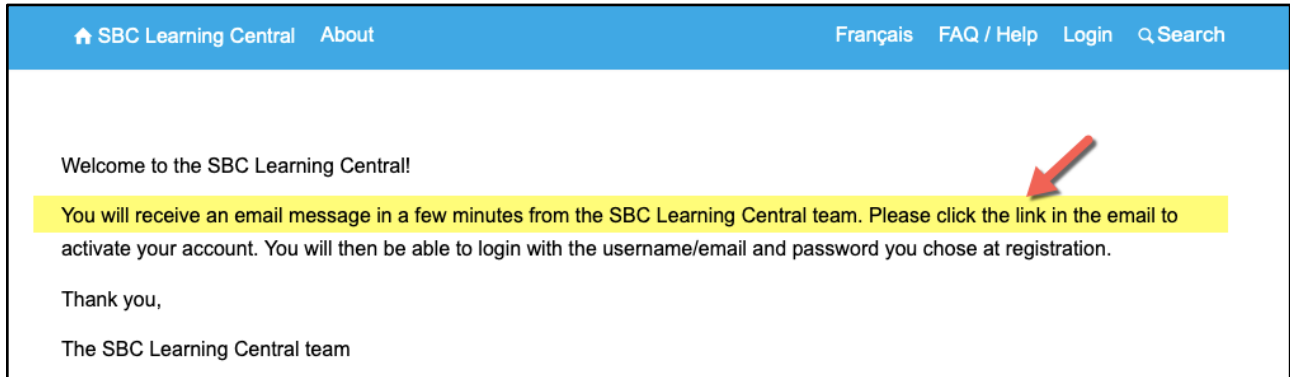 SBC Learning Central About Français FAQ / Help Login Search
Welcome to the SBC Learning Central!
You will receive an email message in a few minutes from the SBC Learning Central team. Please click the link in the email to
activate your account. You will then be able to login with the username/email and password you chose at registration.
Thank you,
The SBC Learning Central team